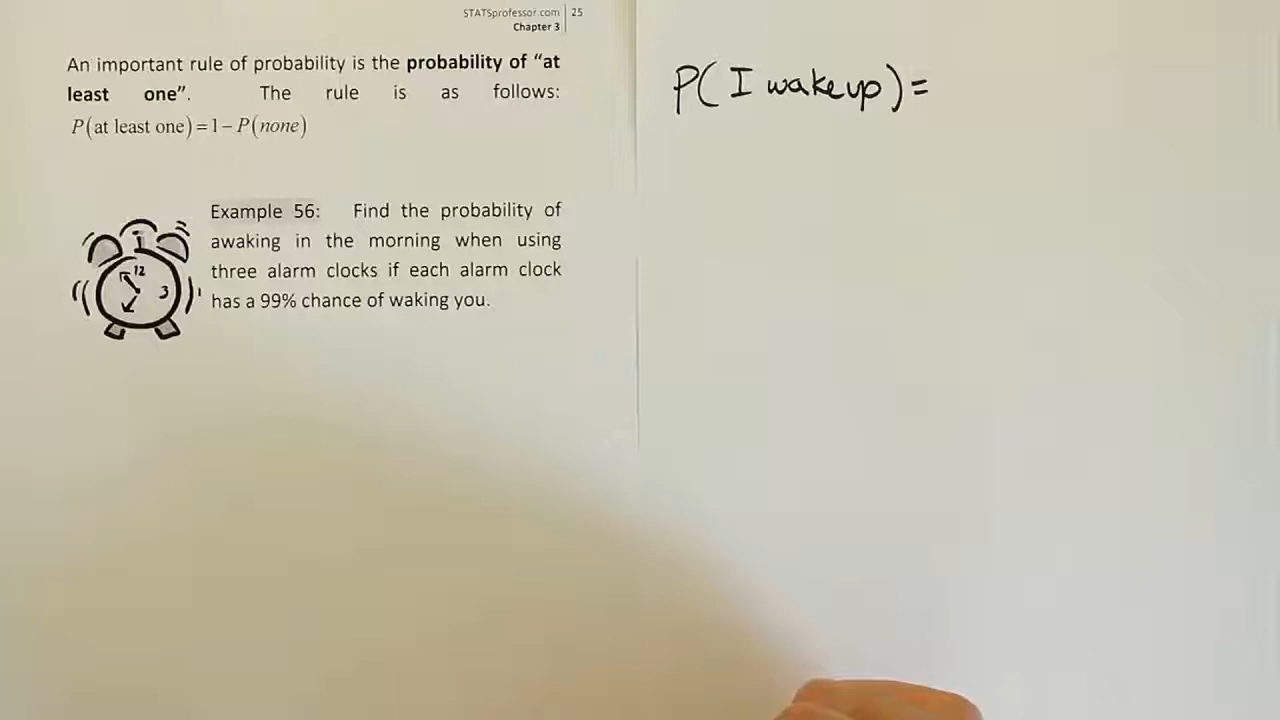 STATSprofessor.com | 25
Chapter 3
An important rule of probability is the probability of “at
least one”. The rule is as follows:
P(at least one) = 1 − P(none)
Example 56: Find the probability of
awaking in the morning when using
three alarm clocks if each alarm clock
has a 99% chance of waking you.
12
3
P( I wake up ) =